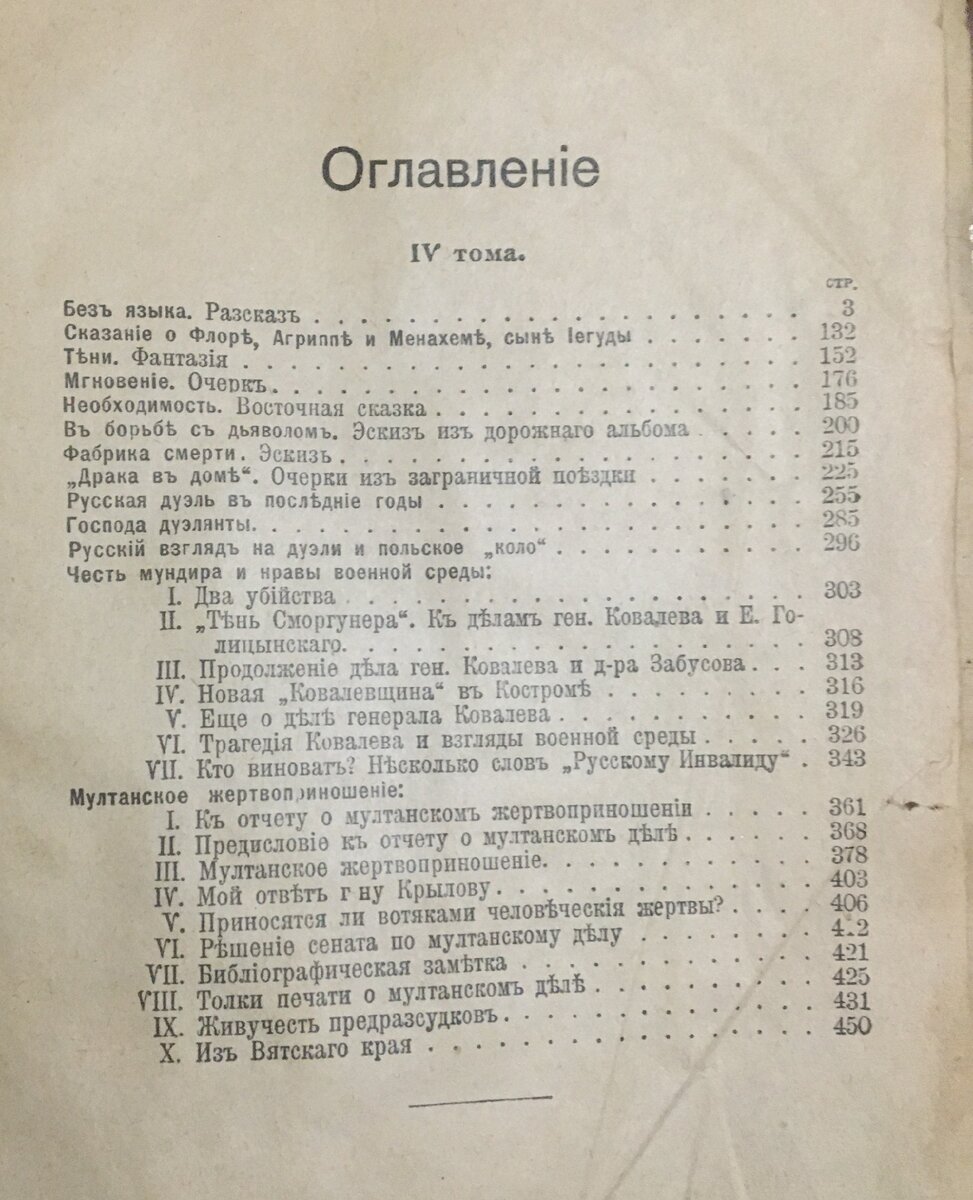 Оглавленіе
IV тома.
СТР.
Безъ языка. Разсказъ . . . . . . . . . . . . . . . . . . . . 3
Сказаніе о Флорѣ, Агриппѣ и Менахемѣ, сынѣ Іегуды . . . . . . . 132
Тѣни. Фантазія . . . . . . . . . . . . . . . . . . . . . . . 152
Мгновеніе. Очеркъ. . . . . . . . . . . . . . . . . . . . . . 176
Необходимость. Восточная сказка . . . . . . . . . . . . . . . 185
Въ борьбѣ съ дьяволомъ. Эскизъ изъ дорожнаго альбома . . . . . 200
Фабрика смерти. Эскизъ . . . . . . . . . . . . . . . . . . . 215
„Драка въ домѣ“. Очерки изъ заграничной поѣздки . . . . . . . 225
Русская дуэль въ послѣдніе годы . . . . . . . . . . . . . . . 255
Господа дуэлянты. . . . . . . . . . . . . . . . . . . . . . . 285
Русскій взглядъ на дуэли и польское „коло“ . . . . . . . . . . 296
Честь мундира и нравы военной среды:
I. Два убійства . . . . . . . . . . . . . . . . . . . 303
II. „Тѣнь Сморгунера“. Къ дѣламъ ген. Ковалева и Е. Го-
лицынскаго. . . . . . . . . . . . . . . . . . . 308
III. Продолженіе дѣла ген. Ковалева и д-ра Забусова . . . 313
IV. Новая „Ковалевщина“ въ Костромѣ . . . . . . . . . 316
V. Еще о дѣлѣ генерала Ковалева . . . . . . . . . . . 319
VI. Трагедія Ковалева и взгляды военной среды . . . . . 326
VII. Кто виноватъ? Нѣсколько словъ „Русскому Инвалиду“ . 343
Мултанское жертвоприношеніе:
I. Къ отчету о мултанскомъ жертвоприношеніи . . . . . 361
II. Предисловіе къ отчету о мултанскомъ дѣлѣ . . . . . 368
III. Мултанское жертвоприношеніе. . . . . . . . . . . . 378
IV. Мой отвѣтъ г ну Крылову . . . . . . . . . . . . . . 403
V. Приносятся ли вотяками человѣческія жертвы? . . . . 406
VI. Рѣшеніе сената по мултанскому дѣлу . . . . . . . .
VII. Библіографическая замѣтка . . . . . . . . . . . . . 421
VIII. Толки печати о мултанскомъ дѣлѣ . . . . . . . . . . 425
IX. Живучесть предразсудковъ. . . . . . . . . . . . . . 431
X. Изъ Вятскаго края . . . . . . . . . . . . . . . . . 450